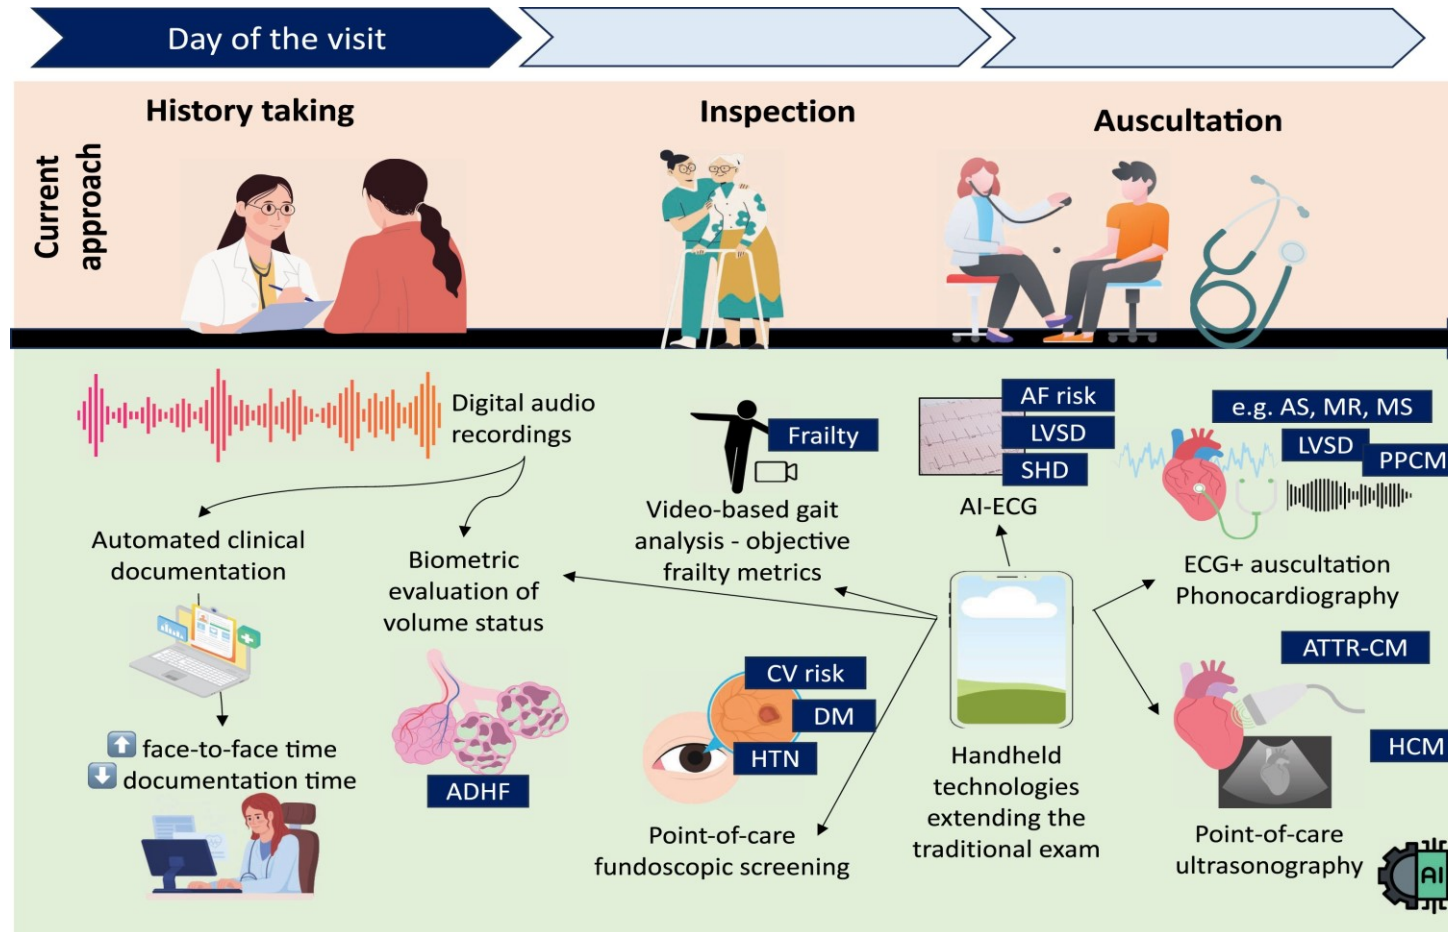 Day of the visit
Current
approach
History taking
Inspection
Auscultation
Digital audio
recordings
Automated clinical
documentation
face-to-face time
documentation time
Biometric
evaluation of
volume status
ADHF
Frailty
Video-based gait
analysis - objective
frailty metrics
CV risk
DM
HTN
Point-of-care
fundoscopic screening
AF risk
LVSD
SHD
AI-ECG
Handheld
technologies
extending the
traditional exam
e.g. AS, MR, MS
LVSD
PPCM
ECG+ auscultation
Phonocardiography
ATTR-CM
HCM
Point-of-care
ultrasonography
AI